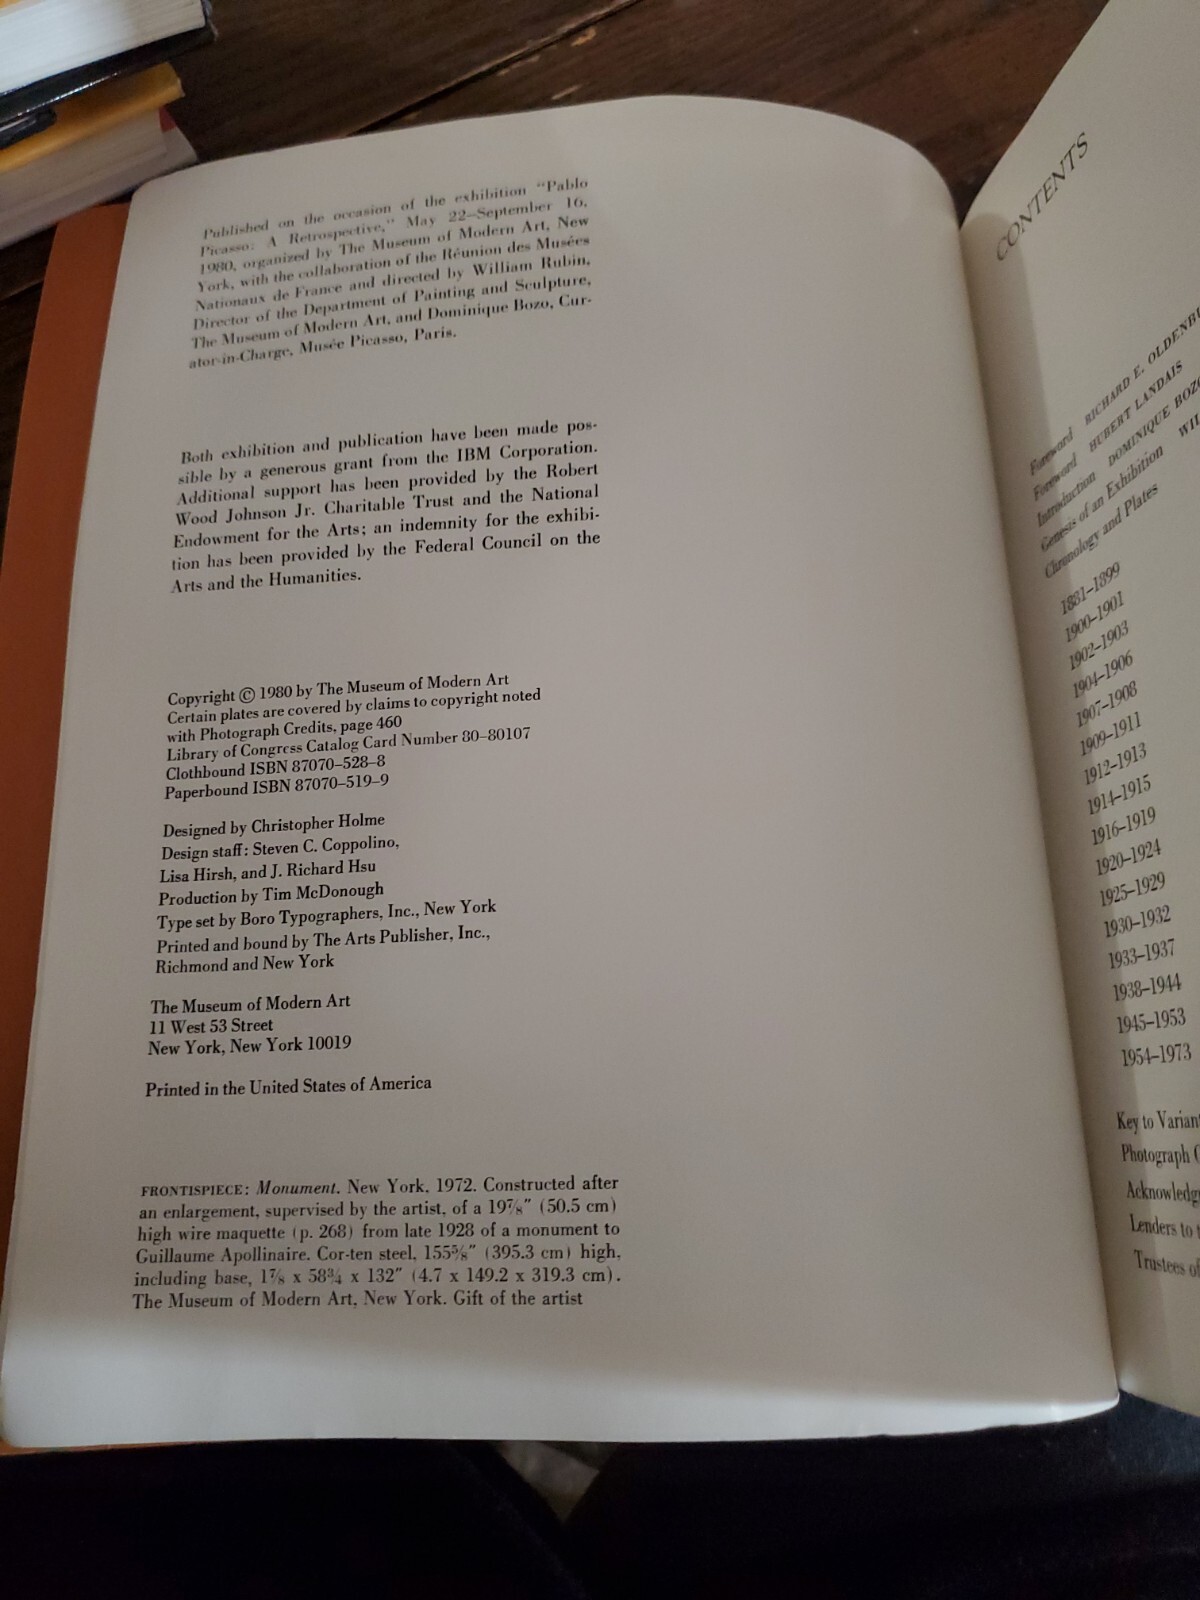 Published on the occasion of the exhibition "Pablo
Picasso: A Retrospective," May 22–September 16,
1980, organized by The Museum of Modern Art, New
York, with the collaboration of the Réunion des Musées
Nationaux de France and directed by William Rubin,
Director of the Department of Painting and Sculpture,
The Museum of Modern Art, and Dominique Bozo, Cur-
ator-in-Charge, Musée Picasso, Paris.
Both exhibition and publication have been made pos-
sible by a generous grant from the IBM Corporation.
Additional support has been provided by the Robert
Wood Johnson Jr. Charitable Trust and the National
Endowment for the Arts; an indemnity for the exhibi-
tion has been provided by the Federal Council on the
Arts and the Humanities.
Copyright © 1980 by The Museum of Modern Art
Certain plates are covered by claims to copyright noted
with Photograph Credits, page 460
Library of Congress Catalog Card Number 80-80107
Clothbound ISBN 87070-528-8
Paperbound ISBN 87070-519-9
Designed by Christopher Holme
Design staff: Steven C. Coppolino,
Lisa Hirsh, and J. Richard Hsu
Production by Tim McDonough
Type set by Boro Typographers, Inc., New York
Printed and bound by The Arts Publisher, Inc.,
Richmond and New York
The Museum of Modern Art
11 West 53 Street
New York, New York 10019
Printed in the United States of America
FRONTISPIECE: Monument. New York. 1972. Constructed after
an enlargement, supervised by the artist, of a 19⅞" (50.5 cm)
high wire maquette (p. 268) from late 1928 of a monument to
Guillaume Apollinaire. Cor-ten steel, 155⅝" (395.3 cm) high,
including base, 1⅞ x 58¾ x 132" (4.7 x 149.2 x 319.3 cm).
The Museum of Modern Art, New York. Gift of the artist
CONTENTS
Foreword RICHARD E. OLDENBU
Foreword HUBERT LANDAIS
Introduction DOMINIQUE BOZO
Genesis of an Exhibition WIL
Chronology and Plates
1881–1899
1900–1901
1902–1903
1904–1906
1907–1908
1909–1911
1912–1913
1914–1915
1916–1919
1920–1924
1925–1929
1930–1932
1933–1937
1938–1944
1945–1953
1954–1973
Key to Variant
Photograph C
Acknowledg
Lenders to t
Trustees of